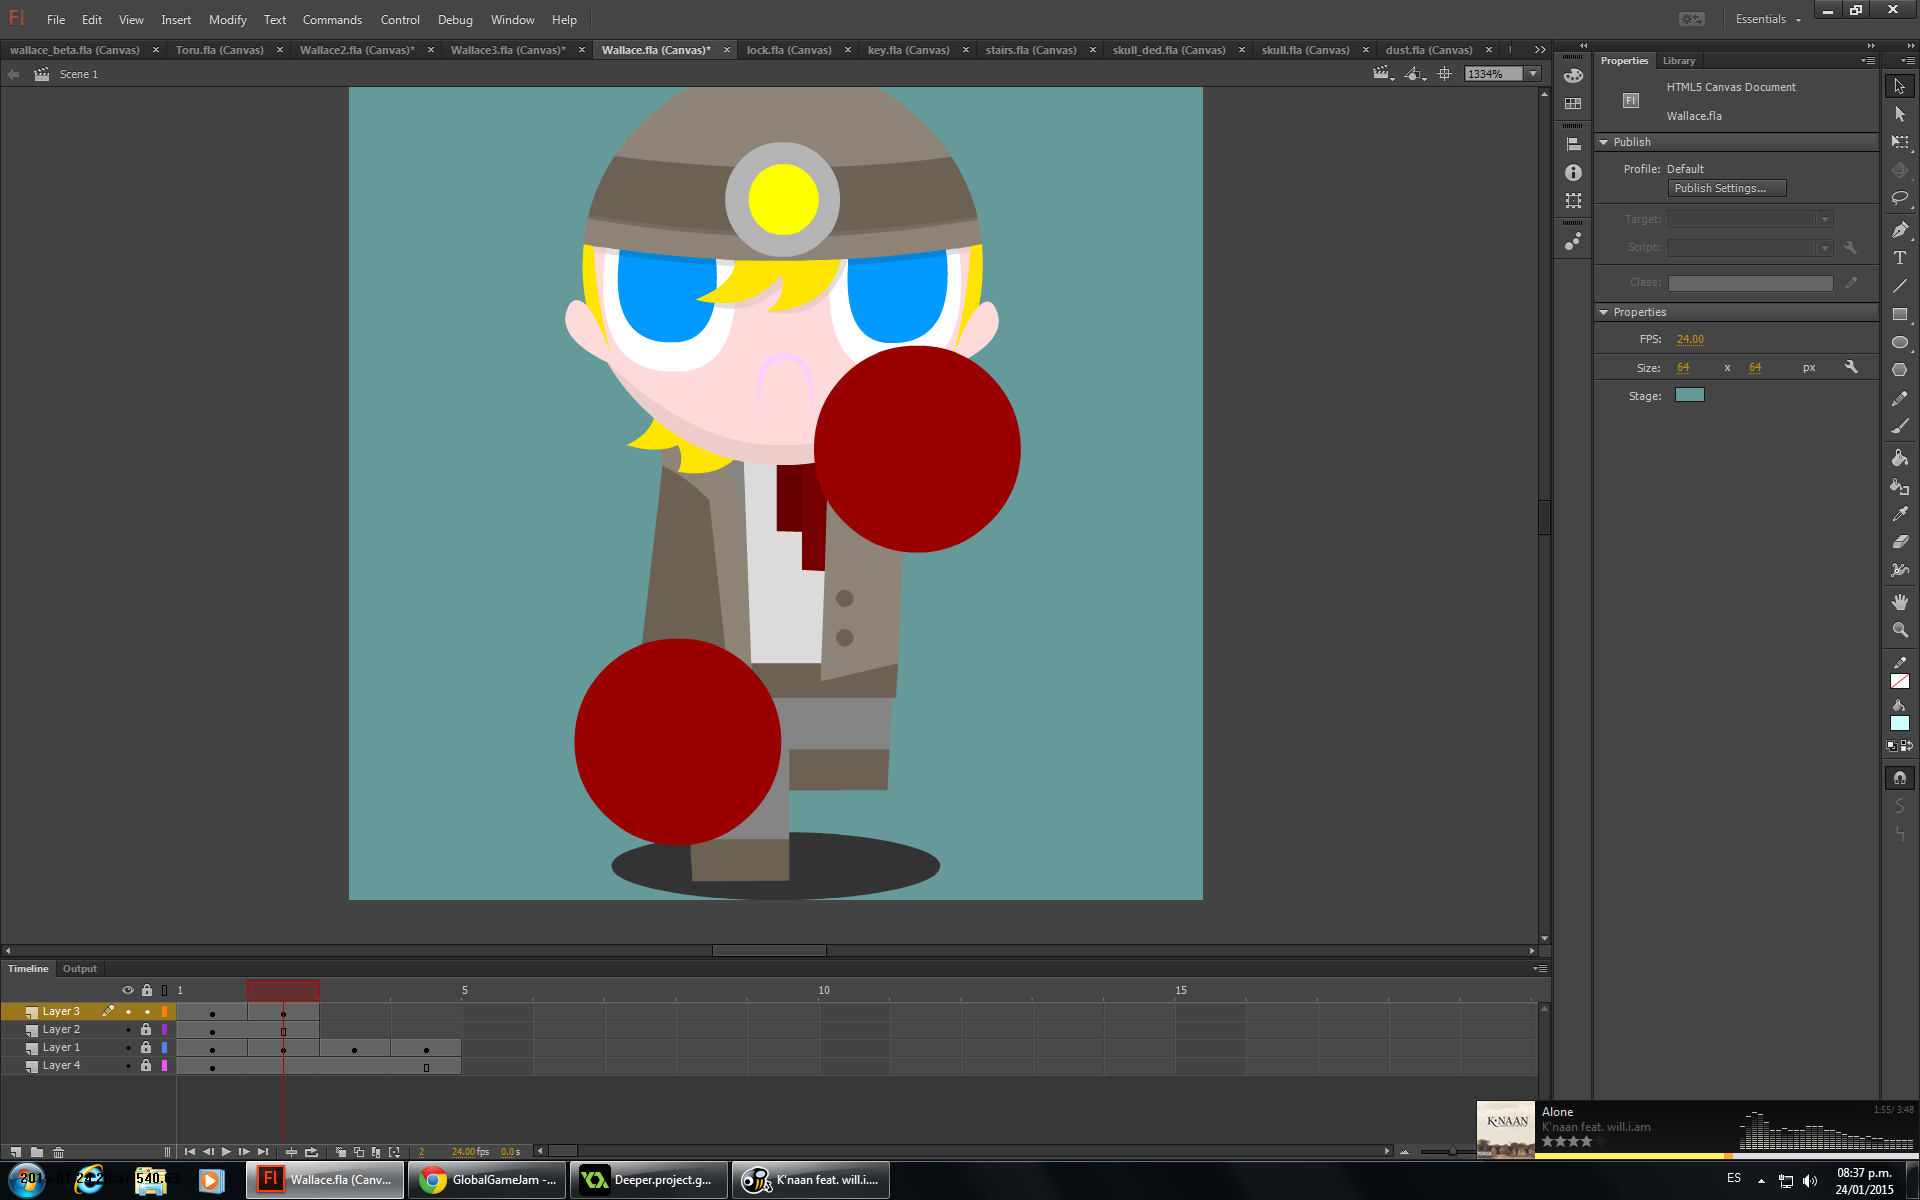 Fl File Edit View Insert Modify Text Commands Control Debug Window Help Essentials
wallace_beta.fla (Canvas) × Toru.fla (Canvas) × Wallace2.fla (Canvas)* × Wallace3.fla (Canvas)* × Wallace.fla (Canvas)* × lock.fla (Canvas) × key.fla (Canvas) × stairs.fla (Canvas) × skull_ded.fla (Canvas) × skull.fla (Canvas) × dust.fla (Canvas) ×
Scene 1
1334%
Properties Library
HTML5 Canvas Document
Fl
Wallace.fla
Publish
Profile: Default
Publish Settings...
Target:
Script:
Class:
Properties
FPS: 24.00
Size: 64 x 64 px
Stage:
Timeline Output
1 5 10 15
Layer 3
Layer 2
Layer 1
Layer 4
2 24.00 fps 0.0 s
K'NAAN
Alone
1:55/ 3:48
K'naan feat. will.i.am
Fl Wallace.fla (Canv...
GlobalGameJam -...
Deeper.project.g...
K'naan feat. will.i....
ES
08:37 p.m.
24/01/2015